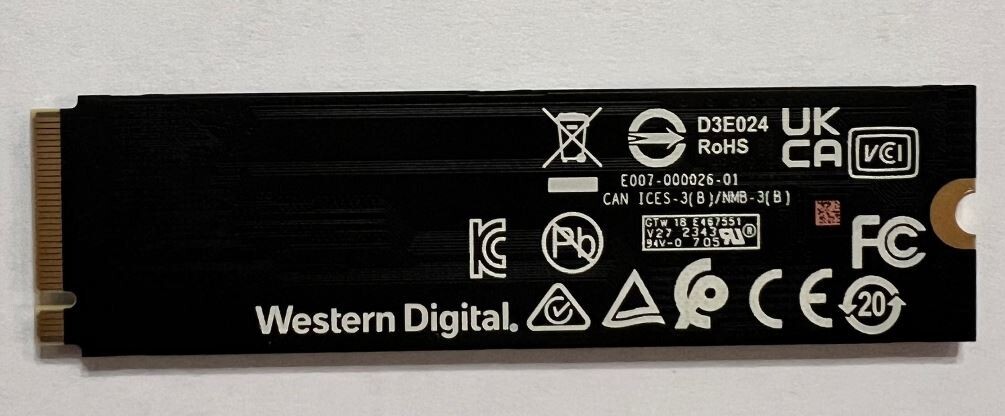 D3E024
RoHS
UK
CA
VCI
E007-000026-01
CAN ICES-3(B)/NMB-3(B)
GTW 18 E467551
V27 2343
94V-0 705
Pb
FC
Western Digital.
CE
20